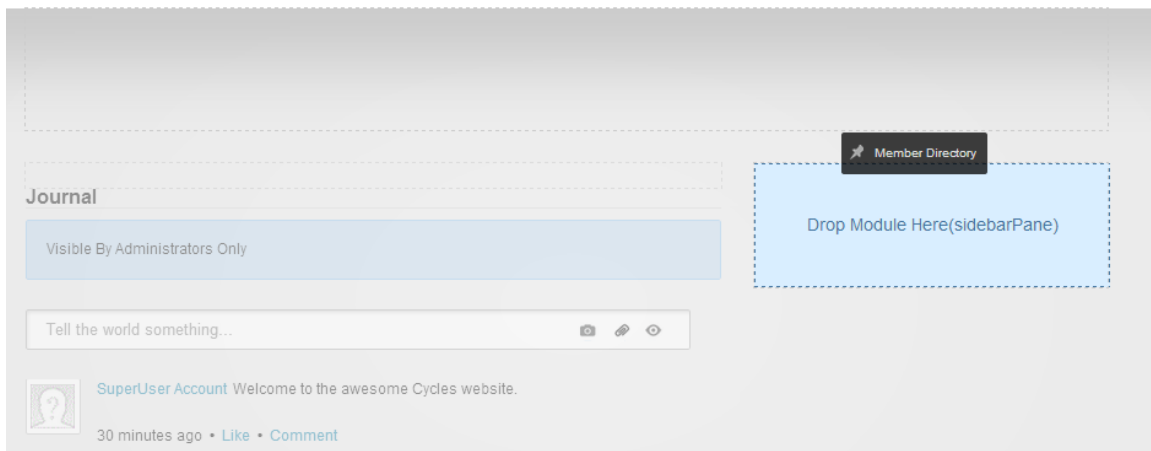 Member Directory
Journal
Drop Module Here(sidebarPane)
Visible By Administrators Only
Tell the world something...
SuperUser Account Welcome to the awesome Cycles website.
30 minutes ago • Like • Comment